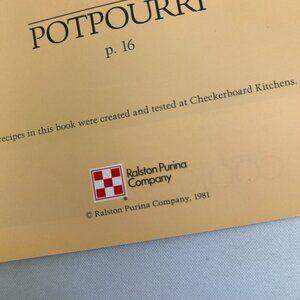 POTPOURRI
p. 16
recipes in this book were created and tested at Checkerboard Kitchens.
Ralston Purina
Company
© Ralston Purina Company, 1981